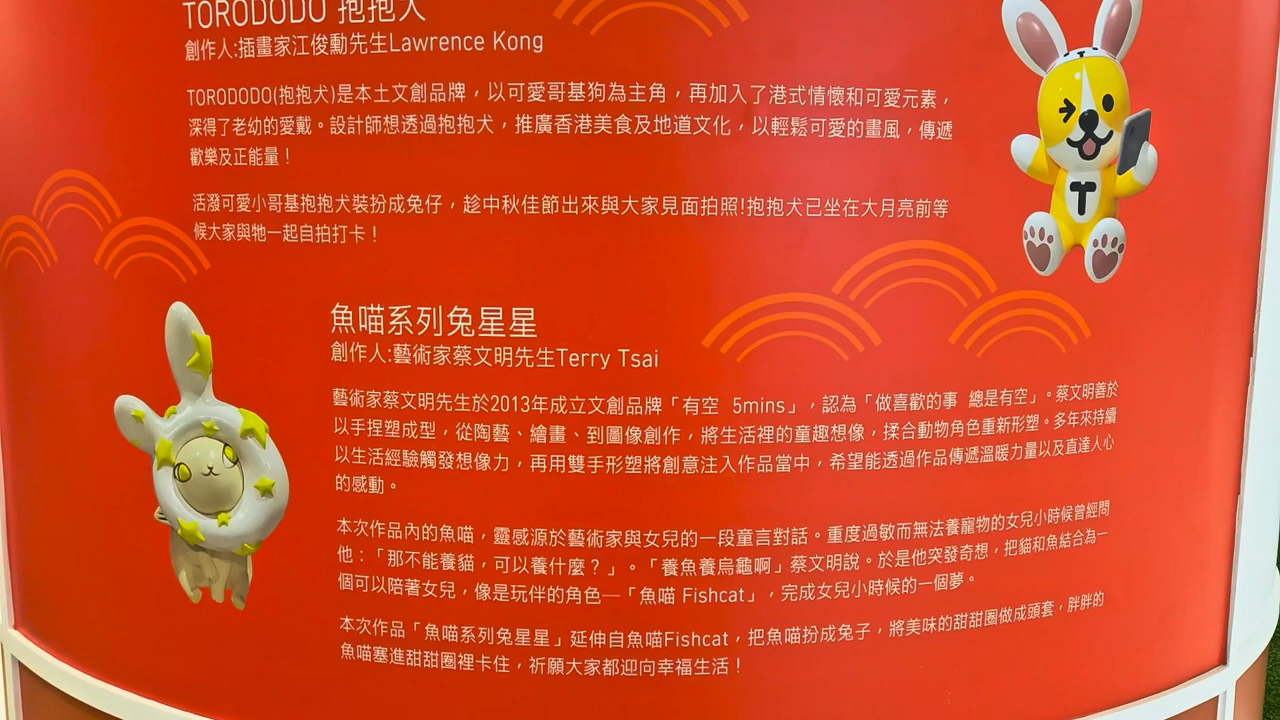 TORODODO 抱抱犬
創作人:插畫家江俊勳先生Lawrence Kong
TORODODO(抱抱犬)是本土文創品牌，以可愛哥基狗為主角，再加入了港式情懷和可愛元素，
深得了老幼的愛戴。設計師想透過抱抱犬，推廣香港美食及地道文化，以輕鬆可愛的畫風，傳遞
歡樂及正能量！
活潑可愛小哥基抱抱犬裝扮成兔仔，趁中秋佳節出來與大家見面拍照!抱抱犬已坐在大月亮前等
候大家與牠一起自拍打卡！
T
魚喵系列兔星星
創作人:藝術家蔡文明先生Terry Tsai
藝術家蔡文明先生於2013年成立文創品牌「有空 5mins」，認為「做喜歡的事 總是有空」。蔡文明善於
以手捏塑成型，從陶藝、繪畫、到圖像創作，將生活裡的童趣想像，揉合動物角色重新形塑。多年來持續
以生活經驗觸發想像力，再用雙手形塑將創意注入作品當中，希望能透過作品傳遞溫暖力量以及直達人心
的感動。
本次作品內的魚喵，靈感源於藝術家與女兒的一段童言對話。重度過敏而無法養寵物的女兒小時候曾經問
他：「那不能養貓，可以養什麼？」。「養魚養烏龜啊」蔡文明說。於是他突發奇想，把貓和魚結合為一
個可以陪著女兒，像是玩伴的角色—「魚喵 Fishcat」，完成女兒小時候的一個夢。
本次作品「魚喵系列兔星星」延伸自魚喵Fishcat，把魚喵扮成兔子，將美味的甜甜圈做成頭套，胖胖的
魚喵塞進甜甜圈裡卡住，祈願大家都迎向幸福生活！